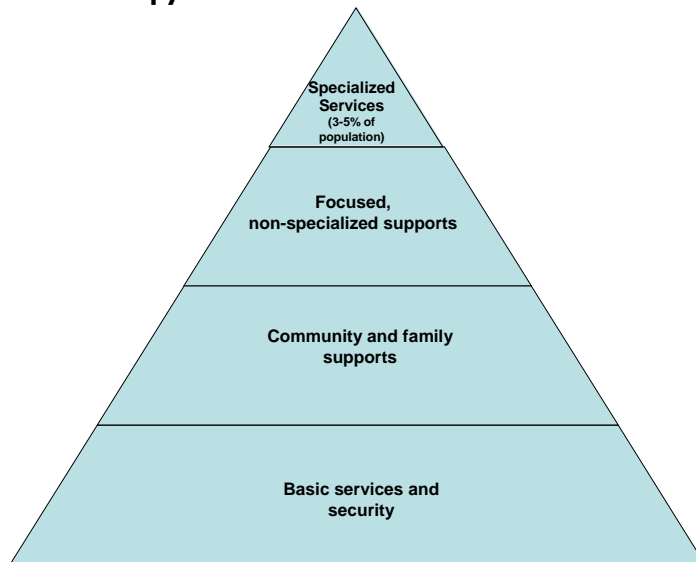 Specialized
Services
(3-5% of
population)
Focused,
non-specialized supports
Community and family
supports
Basic services and
security